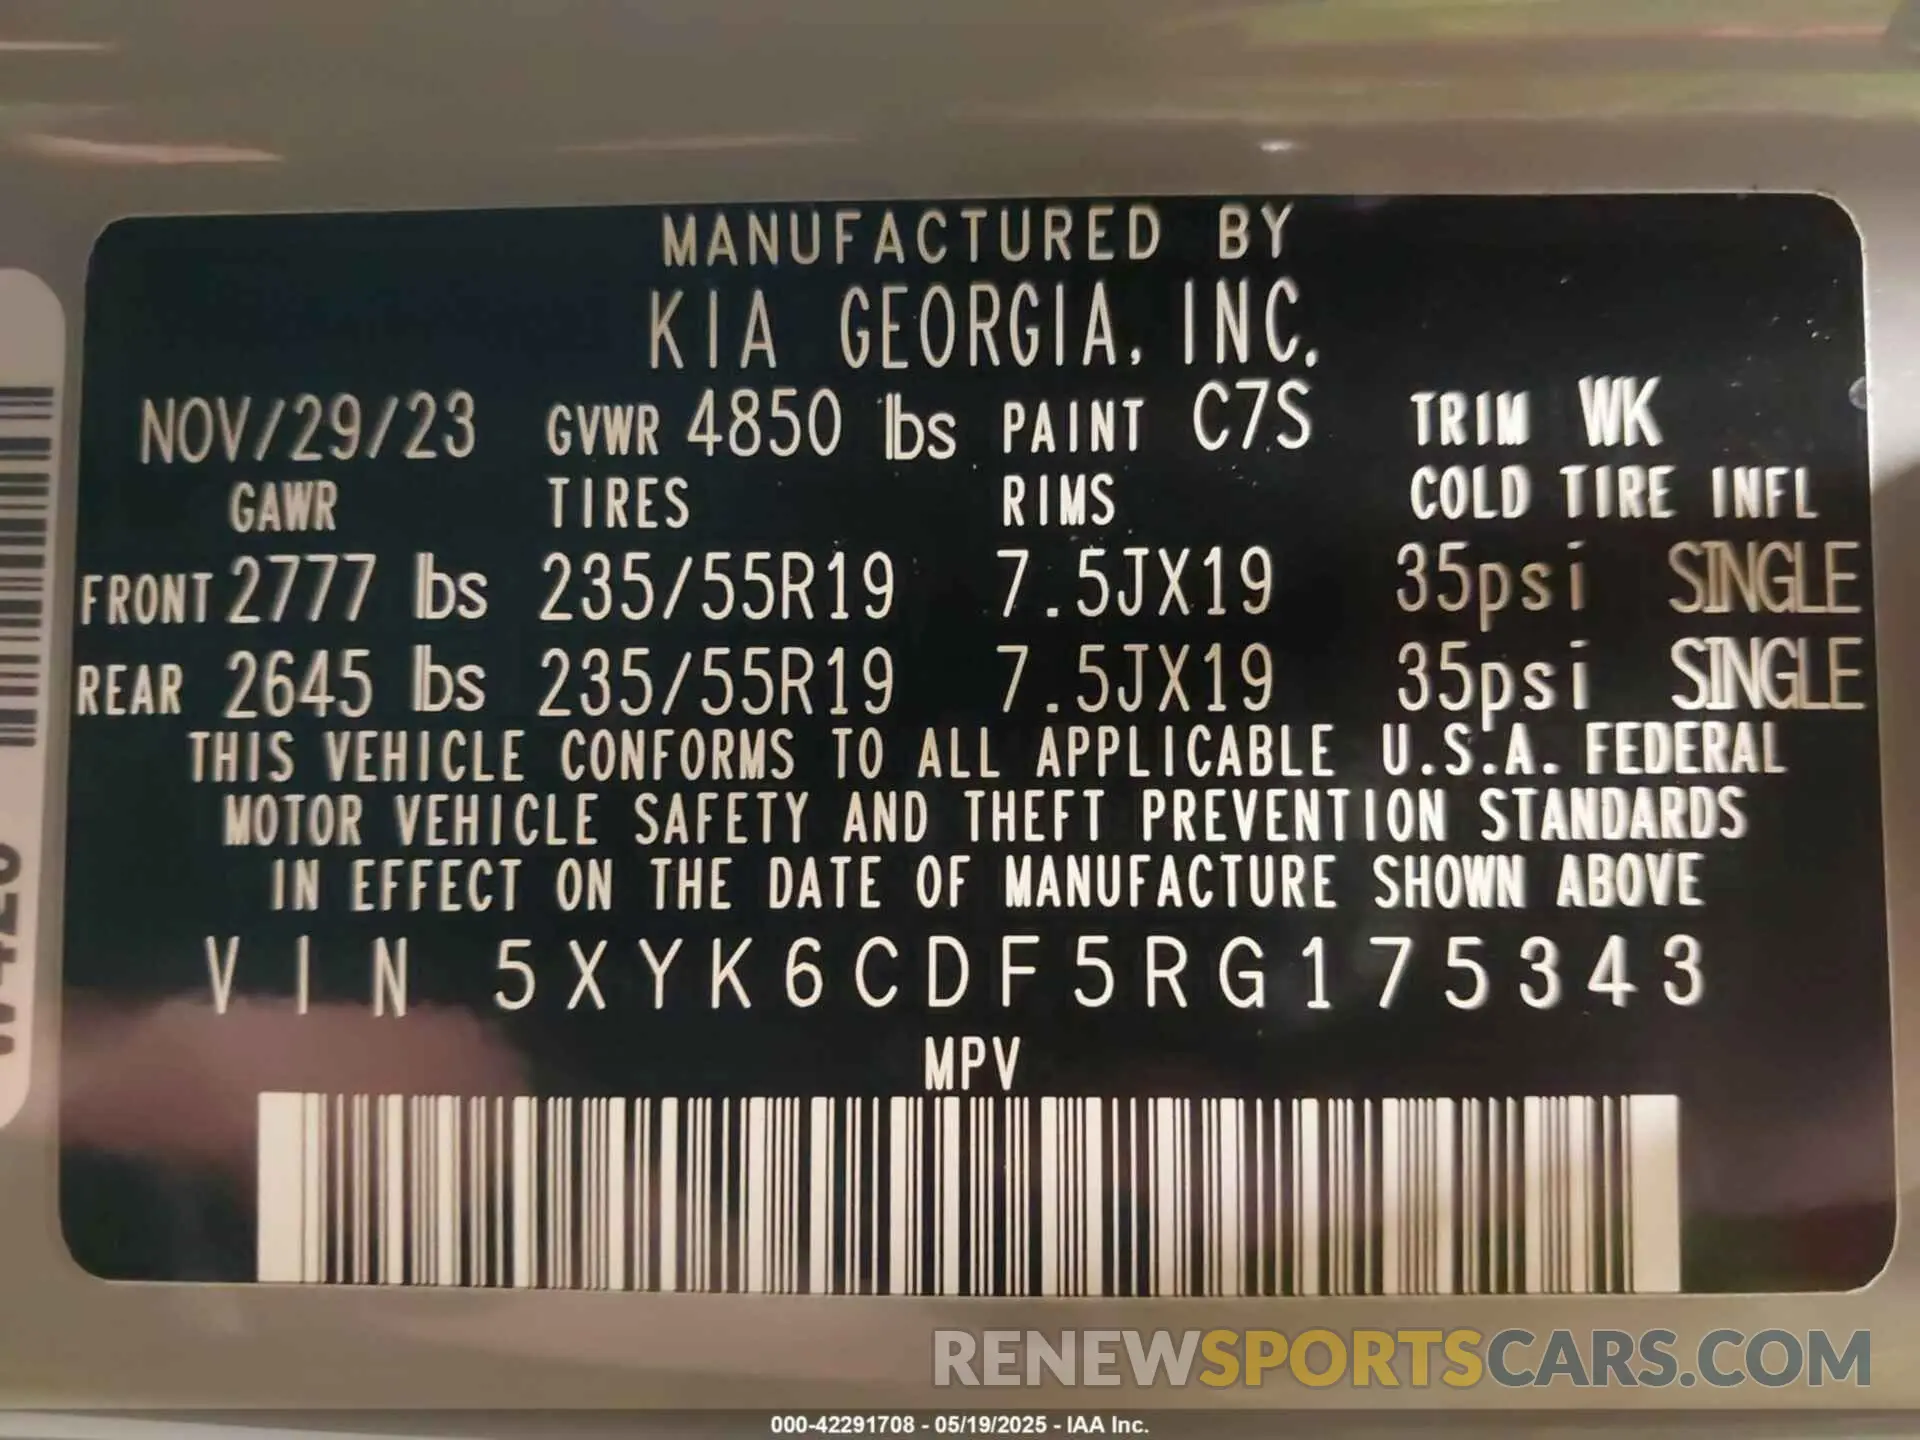 MANUFACTURED BY
KIA GEORGIA, INC.
NOV/29/23 GVWR 4850 lbs PAINT C7S TRIM WK
GAWR TIRES RIMS COLD TIRE INFL
FRONT 2777 lbs 235/55R19 7.5JX19 35psi SINGLE
REAR 2645 lbs 235/55R19 7.5JX19 35psi SINGLE
THIS VEHICLE CONFORMS TO ALL APPLICABLE U.S.A. FEDERAL
MOTOR VEHICLE SAFETY AND THEFT PREVENTION STANDARDS
IN EFFECT ON THE DATE OF MANUFACTURE SHOWN ABOVE
VIN 5XYK6CDF5RG175343
MPV
RENEWSPORTSCARS.COM
000-42291708 - 05/19/2025 - IAA Inc.